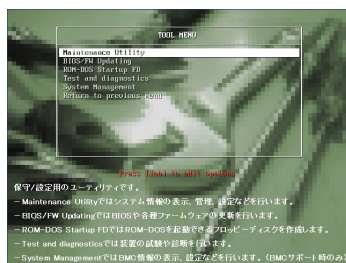 TOOL MENU
Maintenance Utility
BIOS/FW Updating
ROM-DOS Startup FD
Test and diagnostics
System Management
Return to previous menu
Press [Tab] to edit options
保守/設定用のユーティリティです。
－Maintenance Utilityではシステム情報の表示、管理、設定などを行います。
－BIOS/FW UpdatingではBIOSや各種ファームウェアの更新を行います。
－ROM-DOS Startup FDではROM-DOSを起動できるフロッピーディスクを作成します。
－Test and diagnosticsでは装置の試験や診断を行います。
－System ManagementではBMC情報の表示、設定などを行います。(BMCサポート時のみ)